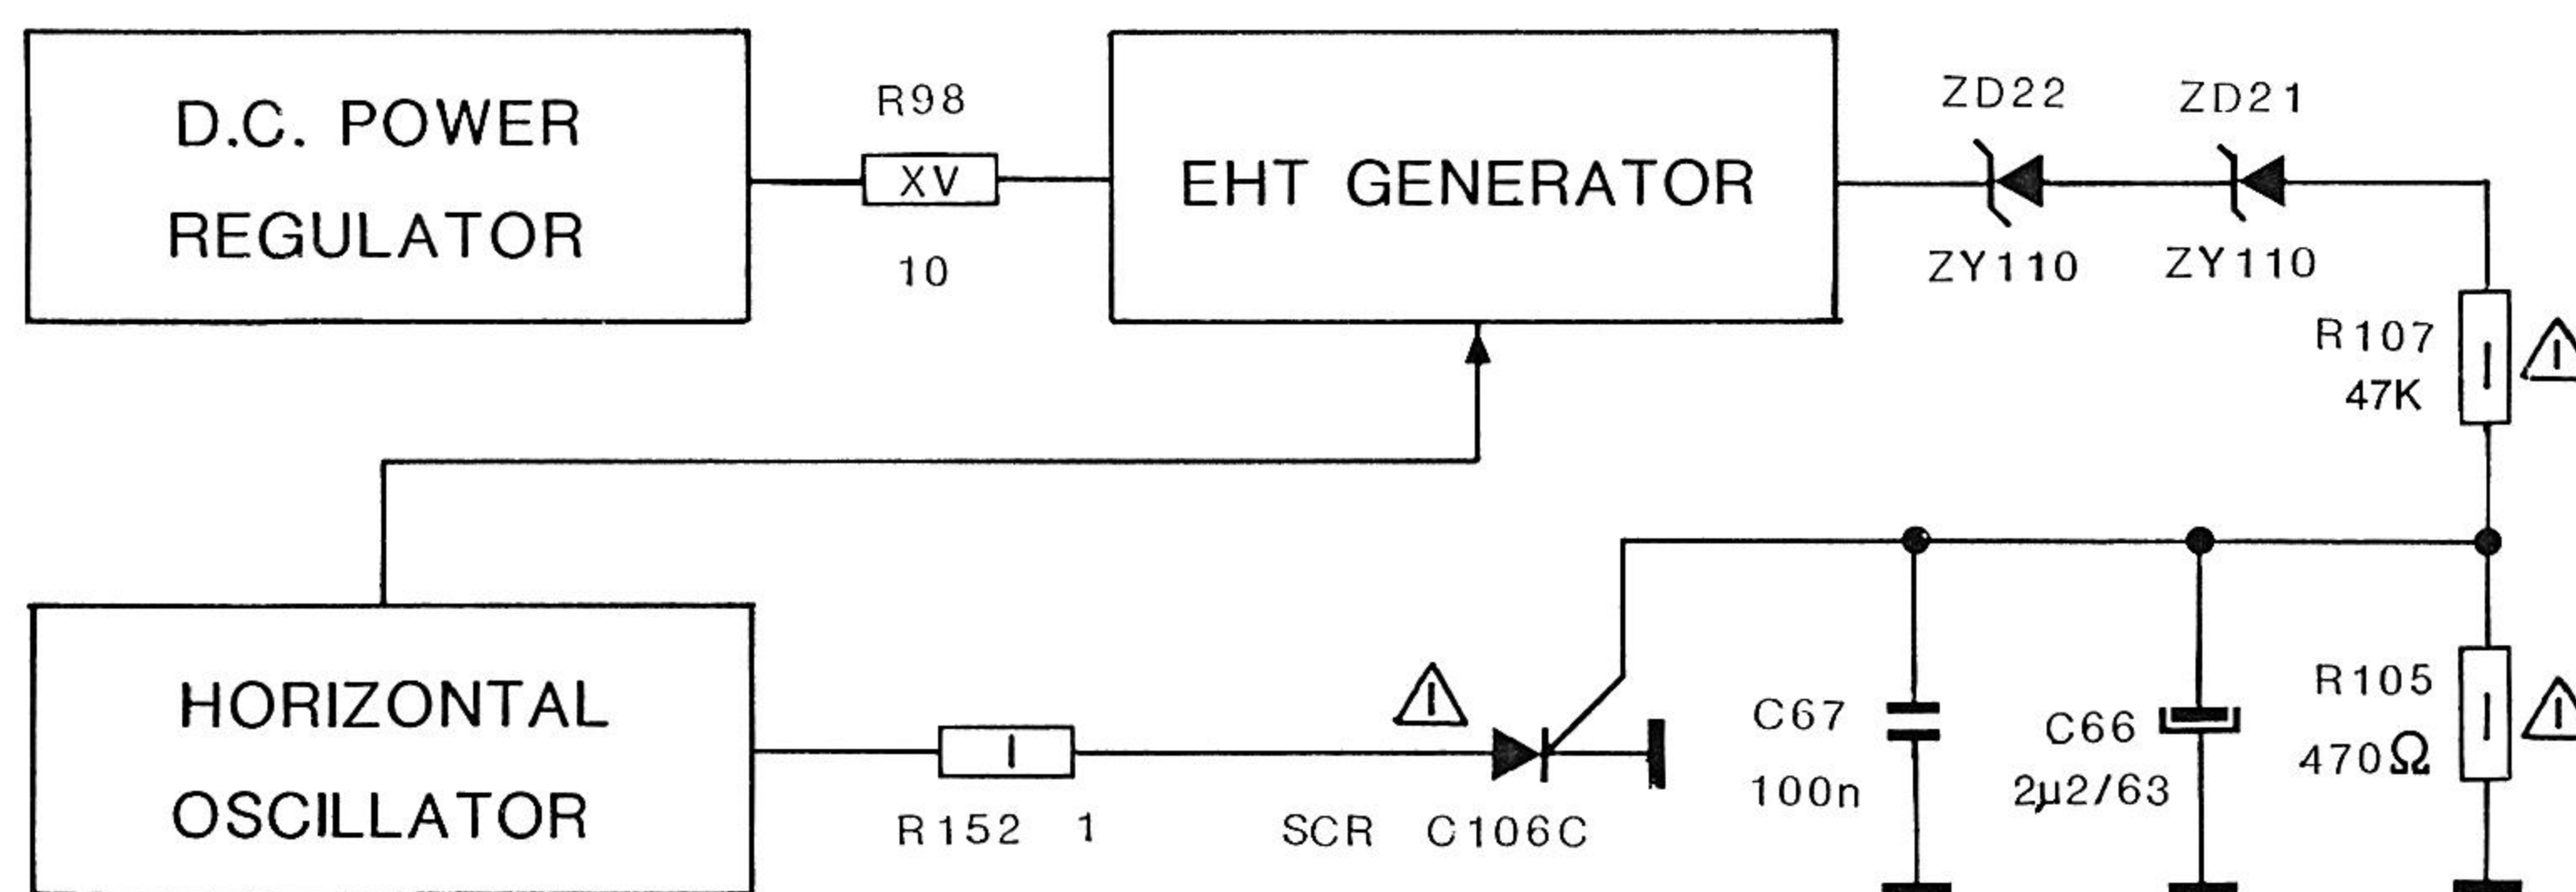 D.C. POWER
REGULATOR
R98
XV
10
EHT GENERATOR
ZD22
ZY110
ZD21
ZY110
R107
47K
HORIZONTAL
OSCILLATOR
R152 1
SCR C106C
C67
100n
C66
2µ2/63
R105
470Ω